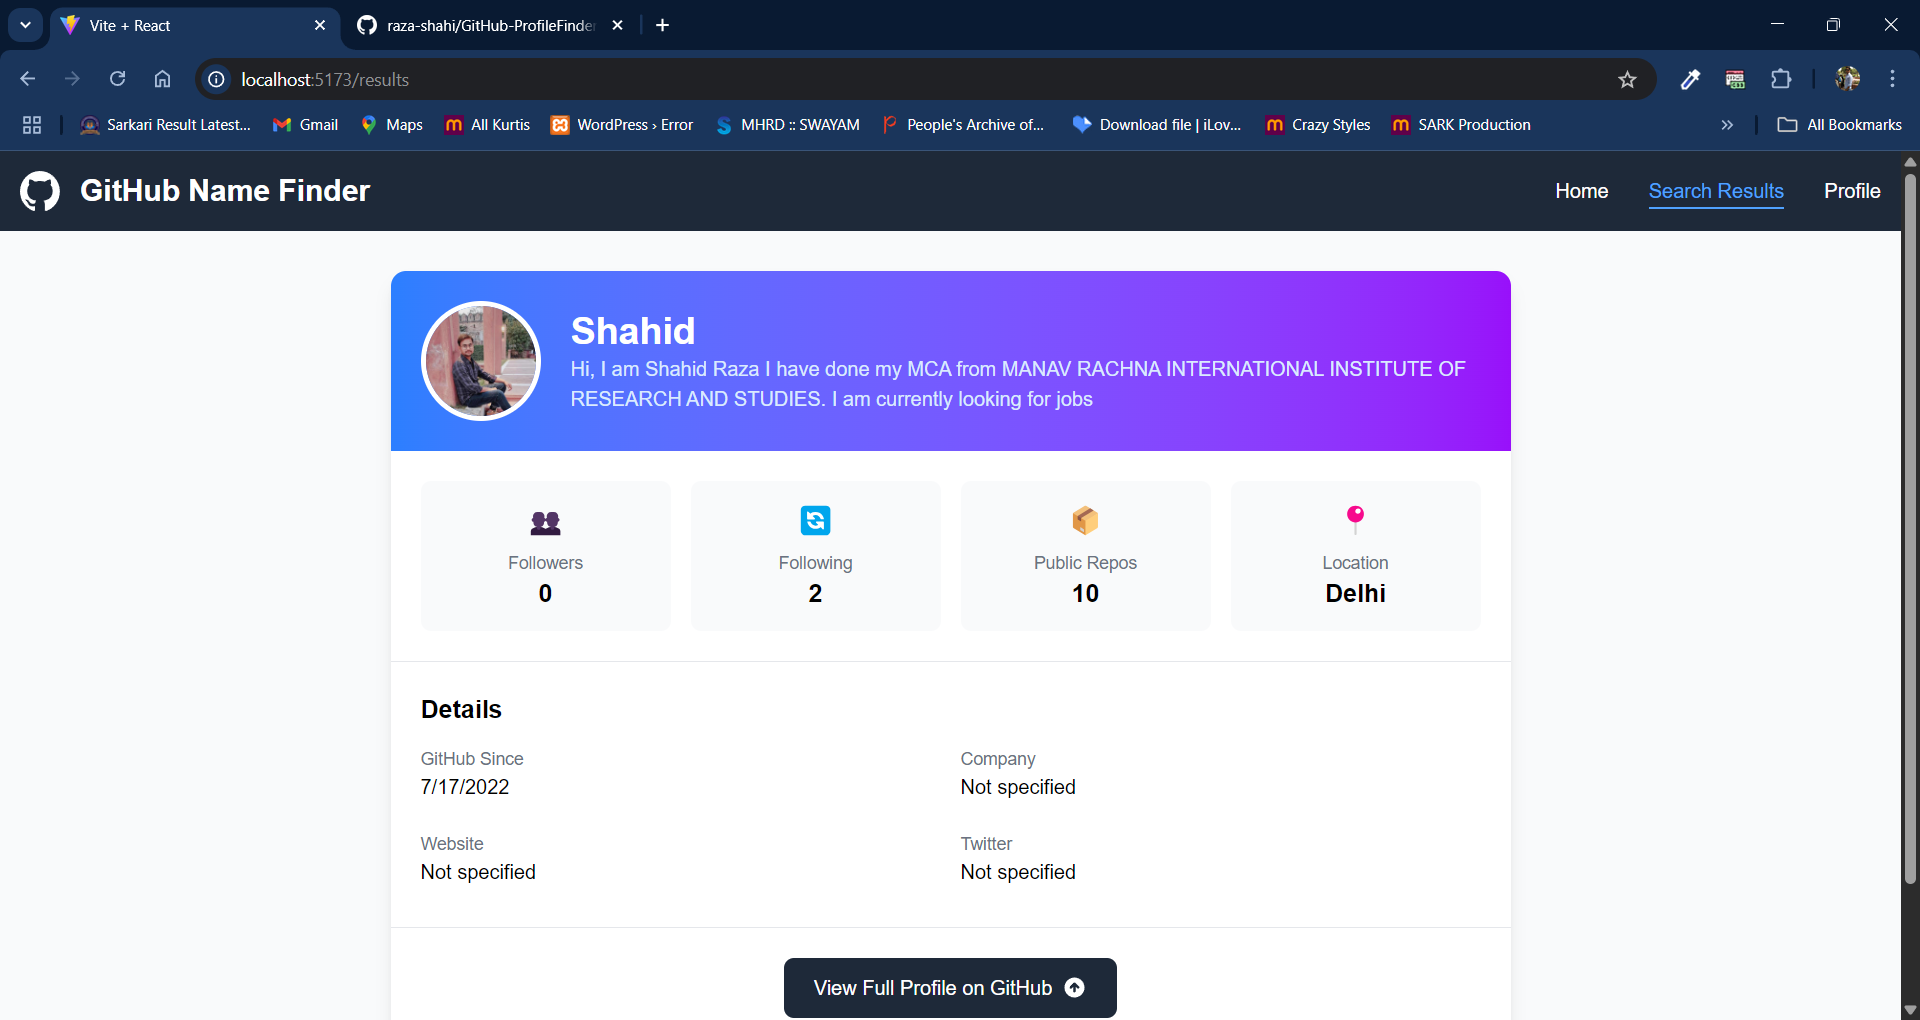 Vite + React
raza-shahi/GitHub-ProfileFinder
localhost:5173/results
Sarkari Result Latest...
Gmail
Maps
All Kurtis
WordPress › Error
MHRD :: SWAYAM
People's Archive of...
Download file | iLov...
Crazy Styles
SARK Production
»
All Bookmarks
GitHub Name Finder
Home
Search Results
Profile
Shahid
Hi, I am Shahid Raza I have done my MCA from MANAV RACHNA INTERNATIONAL INSTITUTE OF
RESEARCH AND STUDIES. I am currently looking for jobs
Followers
0
Following
2
Public Repos
10
Location
Delhi
Details
GitHub Since
7/17/2022
Company
Not specified
Website
Not specified
Twitter
Not specified
View Full Profile on GitHub